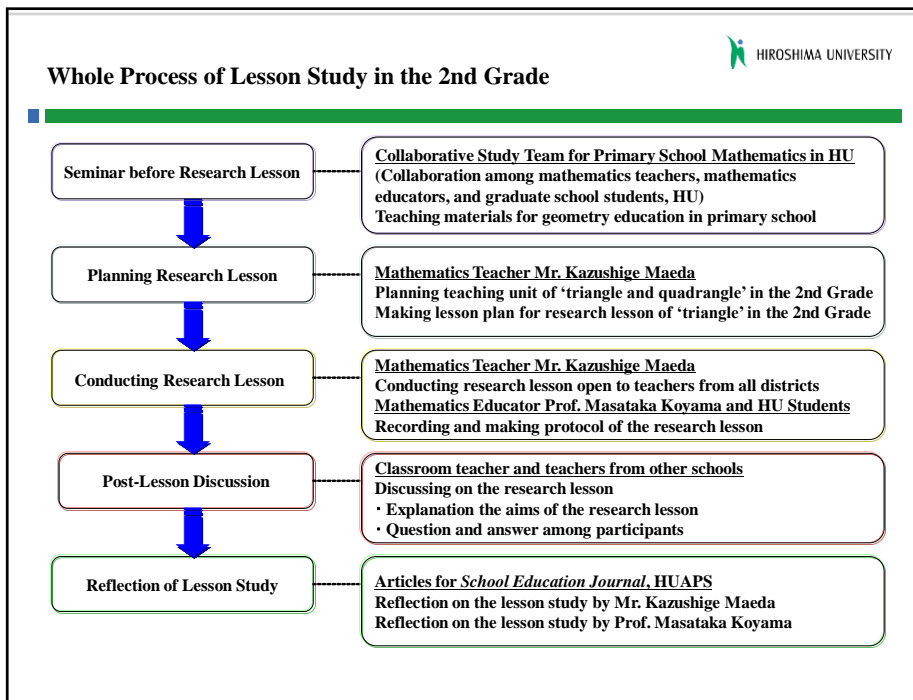 HIROSHIMA UNIVERSITY
Whole Process of Lesson Study in the 2nd Grade
Seminar before Research Lesson
Collaborative Study Team for Primary School Mathematics in HU
(Collaboration among mathematics teachers, mathematics
educators, and graduate school students, HU)
Teaching materials for geometry education in primary school
Planning Research Lesson
Mathematics Teacher Mr. Kazushige Maeda
Planning teaching unit of ‘triangle and quadrangle’ in the 2nd Grade
Making lesson plan for research lesson of ‘triangle’ in the 2nd Grade
Conducting Research Lesson
Mathematics Teacher Mr. Kazushige Maeda
Conducting research lesson open to teachers from all districts
Mathematics Educator Prof. Masataka Koyama and HU Students
Recording and making protocol of the research lesson
Post-Lesson Discussion
Classroom teacher and teachers from other schools
Discussing on the research lesson
・Explanation the aims of the research lesson
・Question and answer among participants
Reflection of Lesson Study
Articles for School Education Journal, HUAPS
Reflection on the lesson study by Mr. Kazushige Maeda
Reflection on the lesson study by Prof. Masataka Koyama